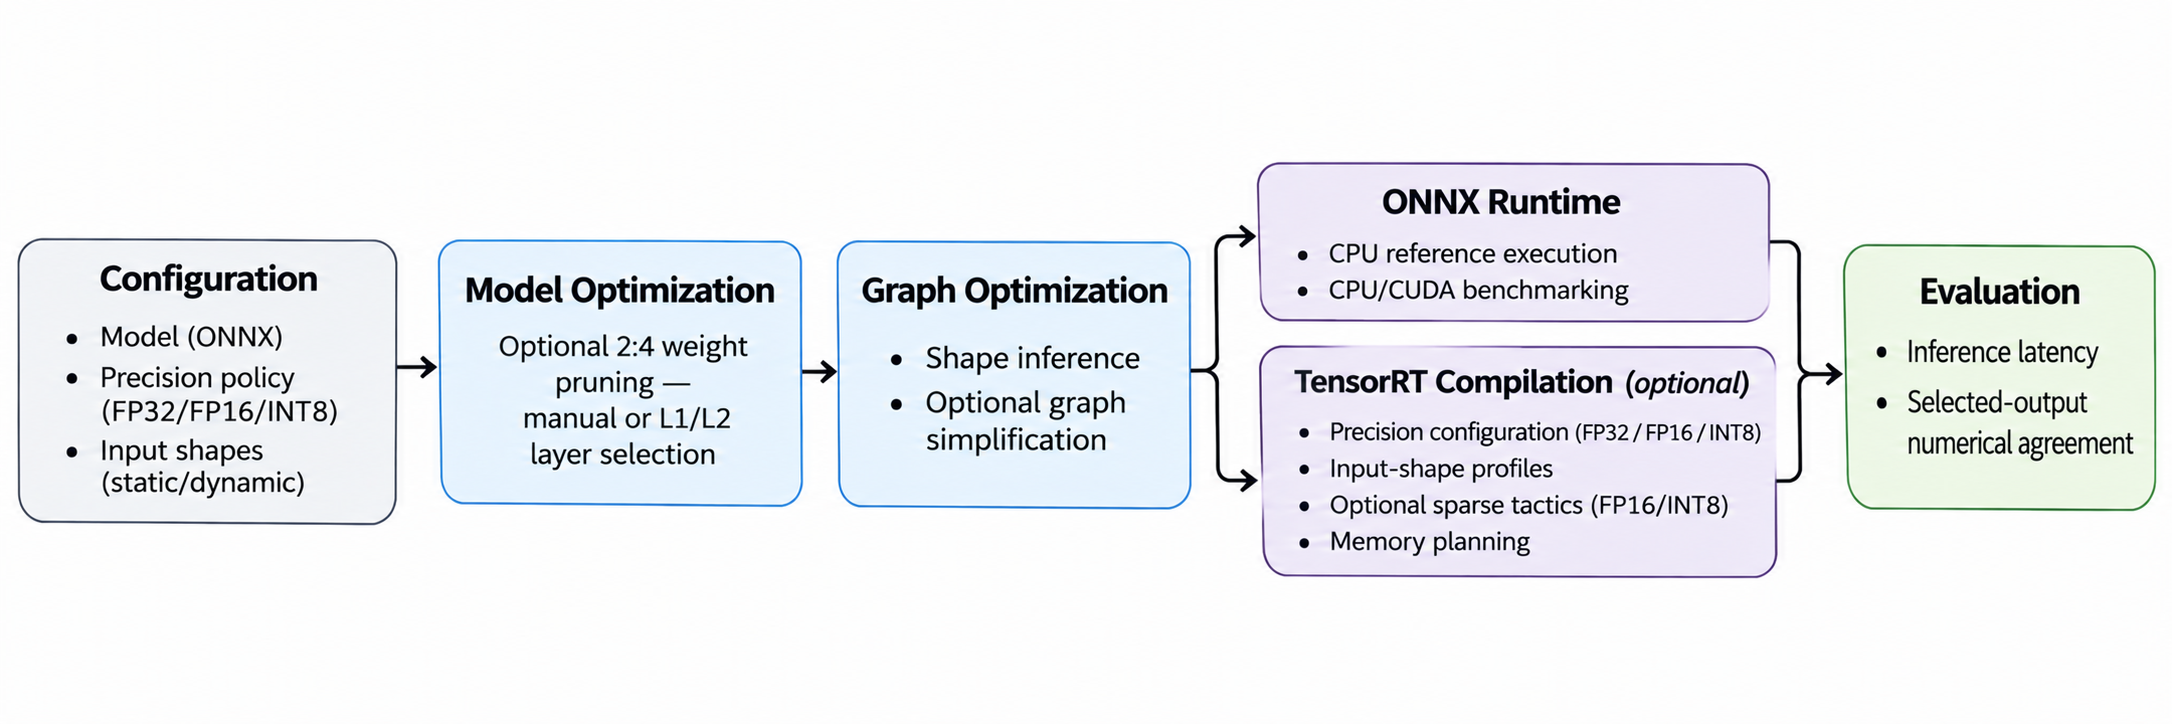 Configuration
• Model (ONNX)
• Precision policy
(FP32/FP16/INT8)
• Input shapes
(static/dynamic)
Model Optimization
Optional 2:4 weight
pruning —
manual or L1/L2
layer selection
Graph Optimization
• Shape inference
• Optional graph
simplification
ONNX Runtime
• CPU reference execution
• CPU/CUDA benchmarking
TensorRT Compilation (optional)
• Precision configuration (FP32/FP16/INT8)
• Input-shape profiles
• Optional sparse tactics (FP16/INT8)
• Memory planning
Evaluation
• Inference latency
• Selected-output
numerical agreement